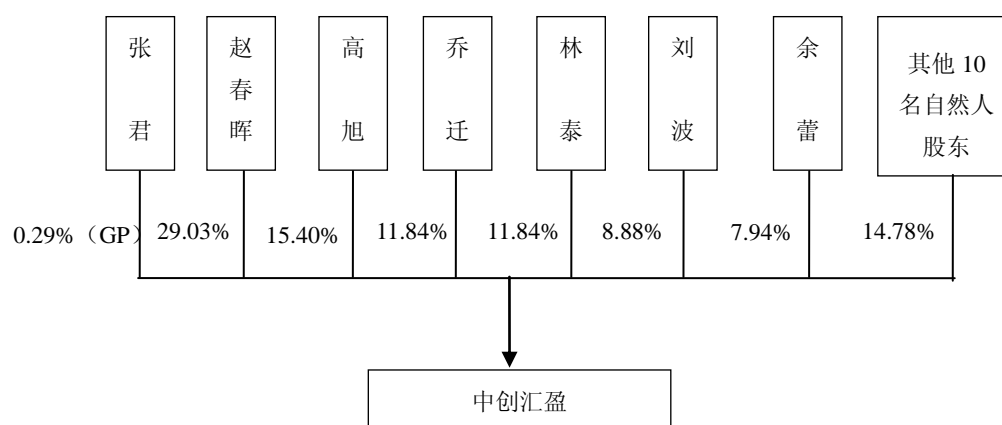 张君
赵春晖
高旭
乔迁
林泰
刘波
余蕾
其他 10
名自然人
股东
0.29%（GP）
29.03%
15.40%
11.84%
11.84%
8.88%
7.94%
14.78%
中创汇盈